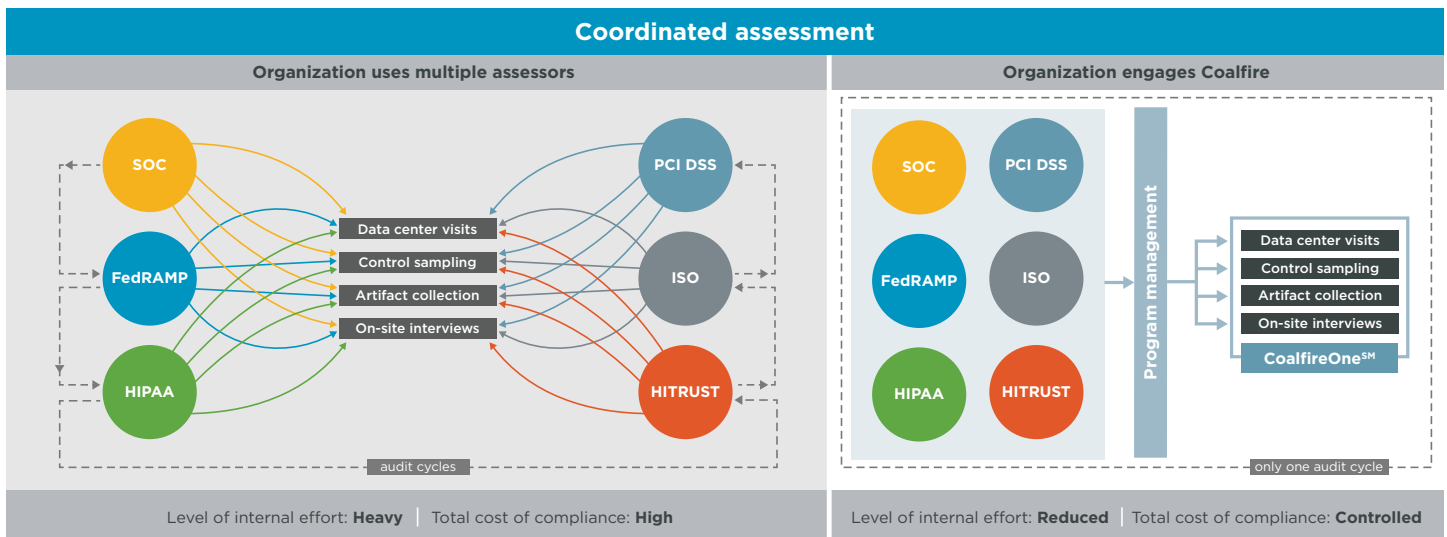 Coordinated assessment
Organization uses multiple assessors
SOC
FedRAMP
HIPAA
Data center visits
Control sampling
Artifact collection
On-site interviews
PCI DSS
ISO
HITRUST
audit cycles
Level of internal effort: Heavy | Total cost of compliance: High
Organization engages Coalfire
SOC
PCI DSS
FedRAMP
ISO
HIPAA
HITRUST
Program management
Data center visits
Control sampling
Artifact collection
On-site interviews
CoalfireOne℠
only one audit cycle
Level of internal effort: Reduced | Total cost of compliance: Controlled